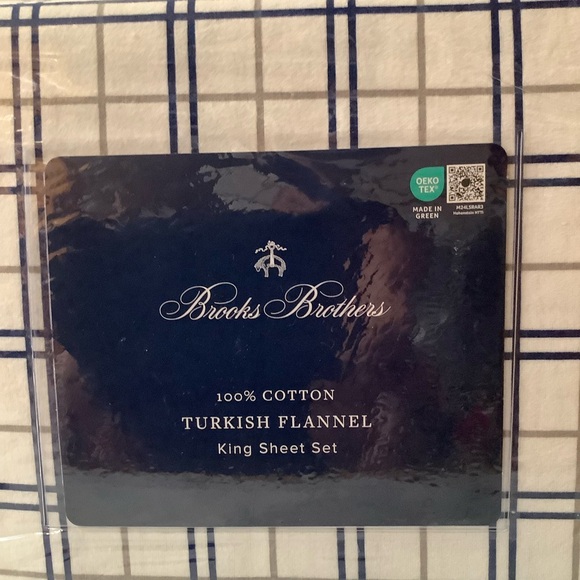 OEKO
TEX®
MADE IN
GREEN
Brooks Brothers
100% COTTON
TURKISH FLANNEL
King Sheet Set